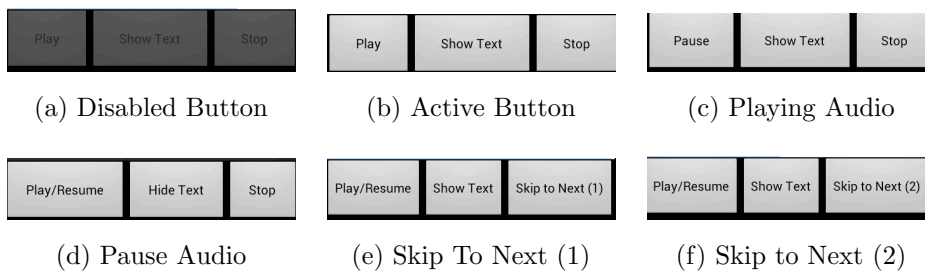 Play Show Text Stop
Play Show Text Stop
Pause Show Text Stop
(a) Disabled Button
(b) Active Button
(c) Playing Audio
Play/Resume Hide Text Stop
Play/Resume Show Text Skip to Next (1)
Play/Resume Show Text Skip to Next (2)
(d) Pause Audio
(e) Skip To Next (1)
(f) Skip to Next (2)